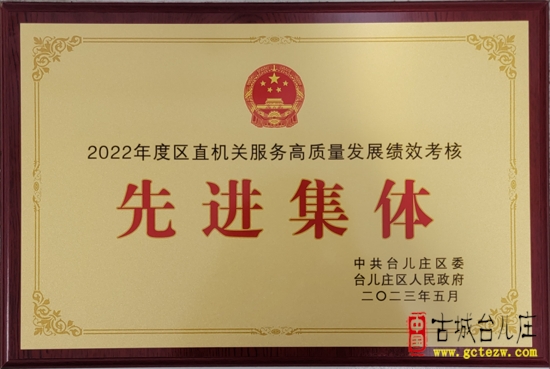 2022年度区直机关服务高质量发展绩效考核
先进集体
中共台儿庄区委
台儿庄区人民政府
二〇二三年五月
中国
古城台儿庄
www.gctezw.com